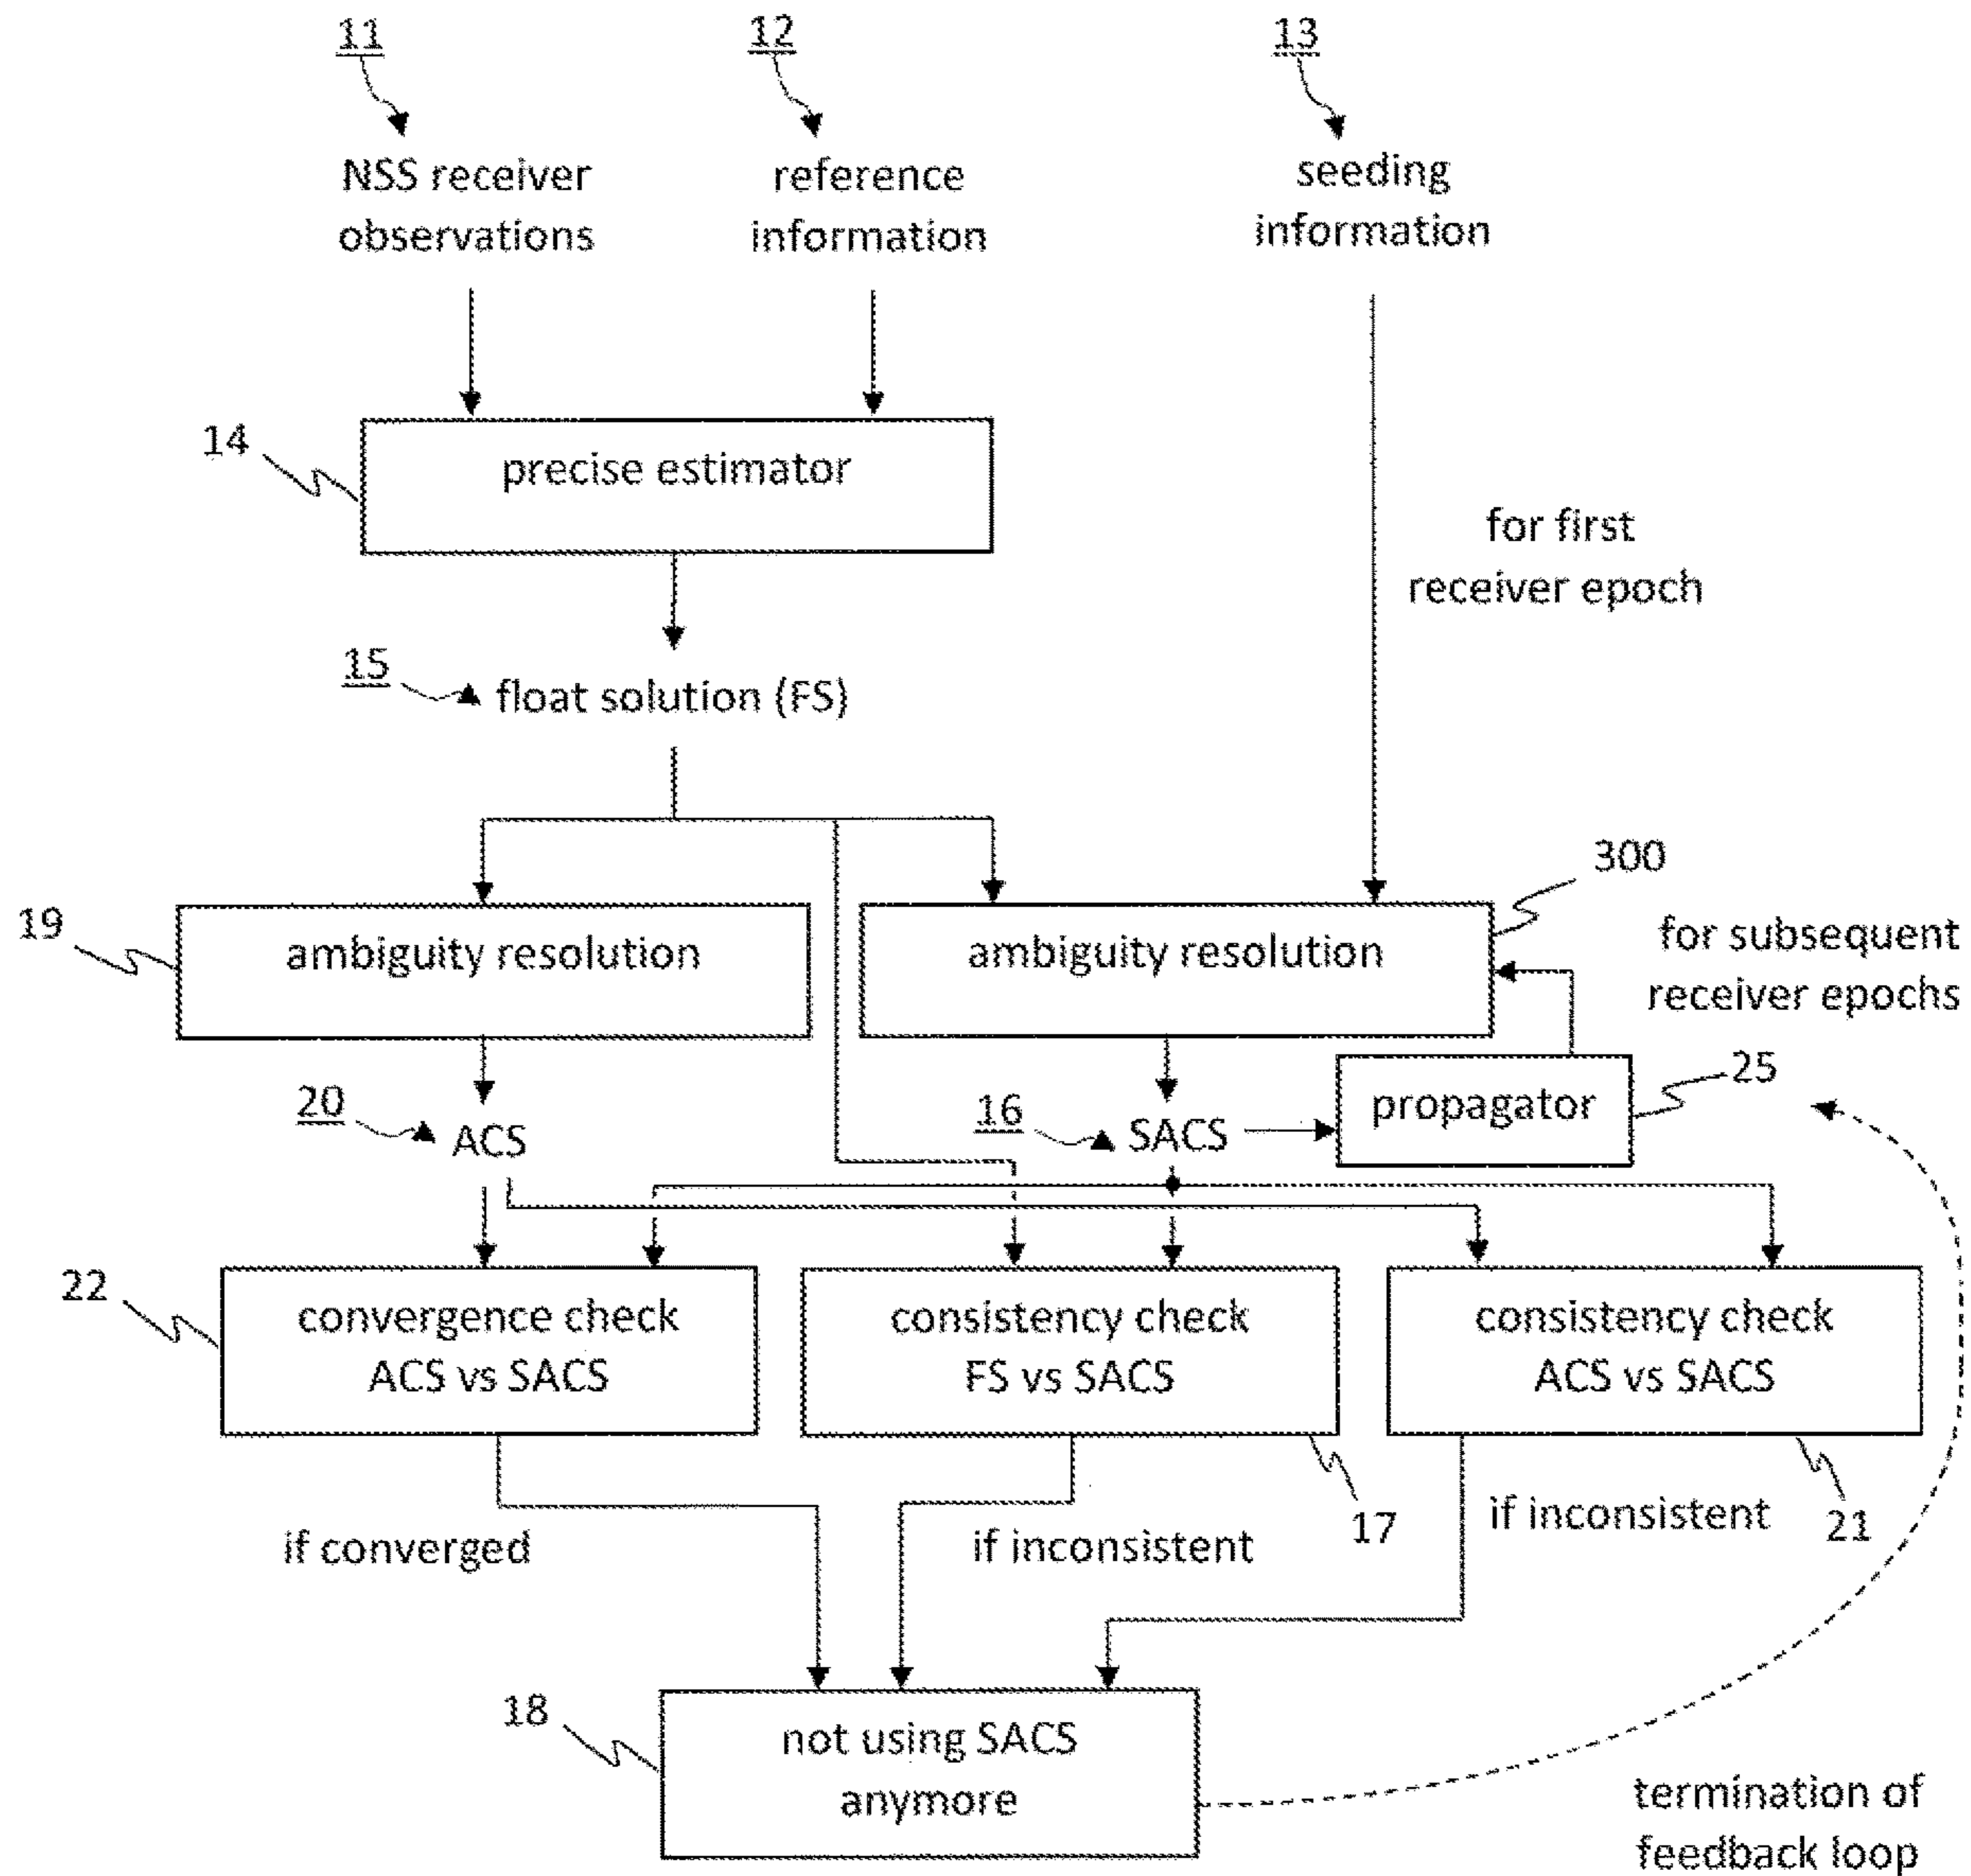 11
12
13
NSS receiver
observations
reference
information
seeding
information
14
precise estimator
for first
receiver epoch
15
float solution (FS)
300
19
ambiguity resolution
ambiguity resolution
for subsequent
receiver epochs
20
ACS
16
SACS
propagator
25
22
convergence check
ACS vs SACS
consistency check
FS vs SACS
consistency check
ACS vs SACS
if converged
if inconsistent
17
if inconsistent
21
18
not using SACS
anymore
termination of
feedback loop